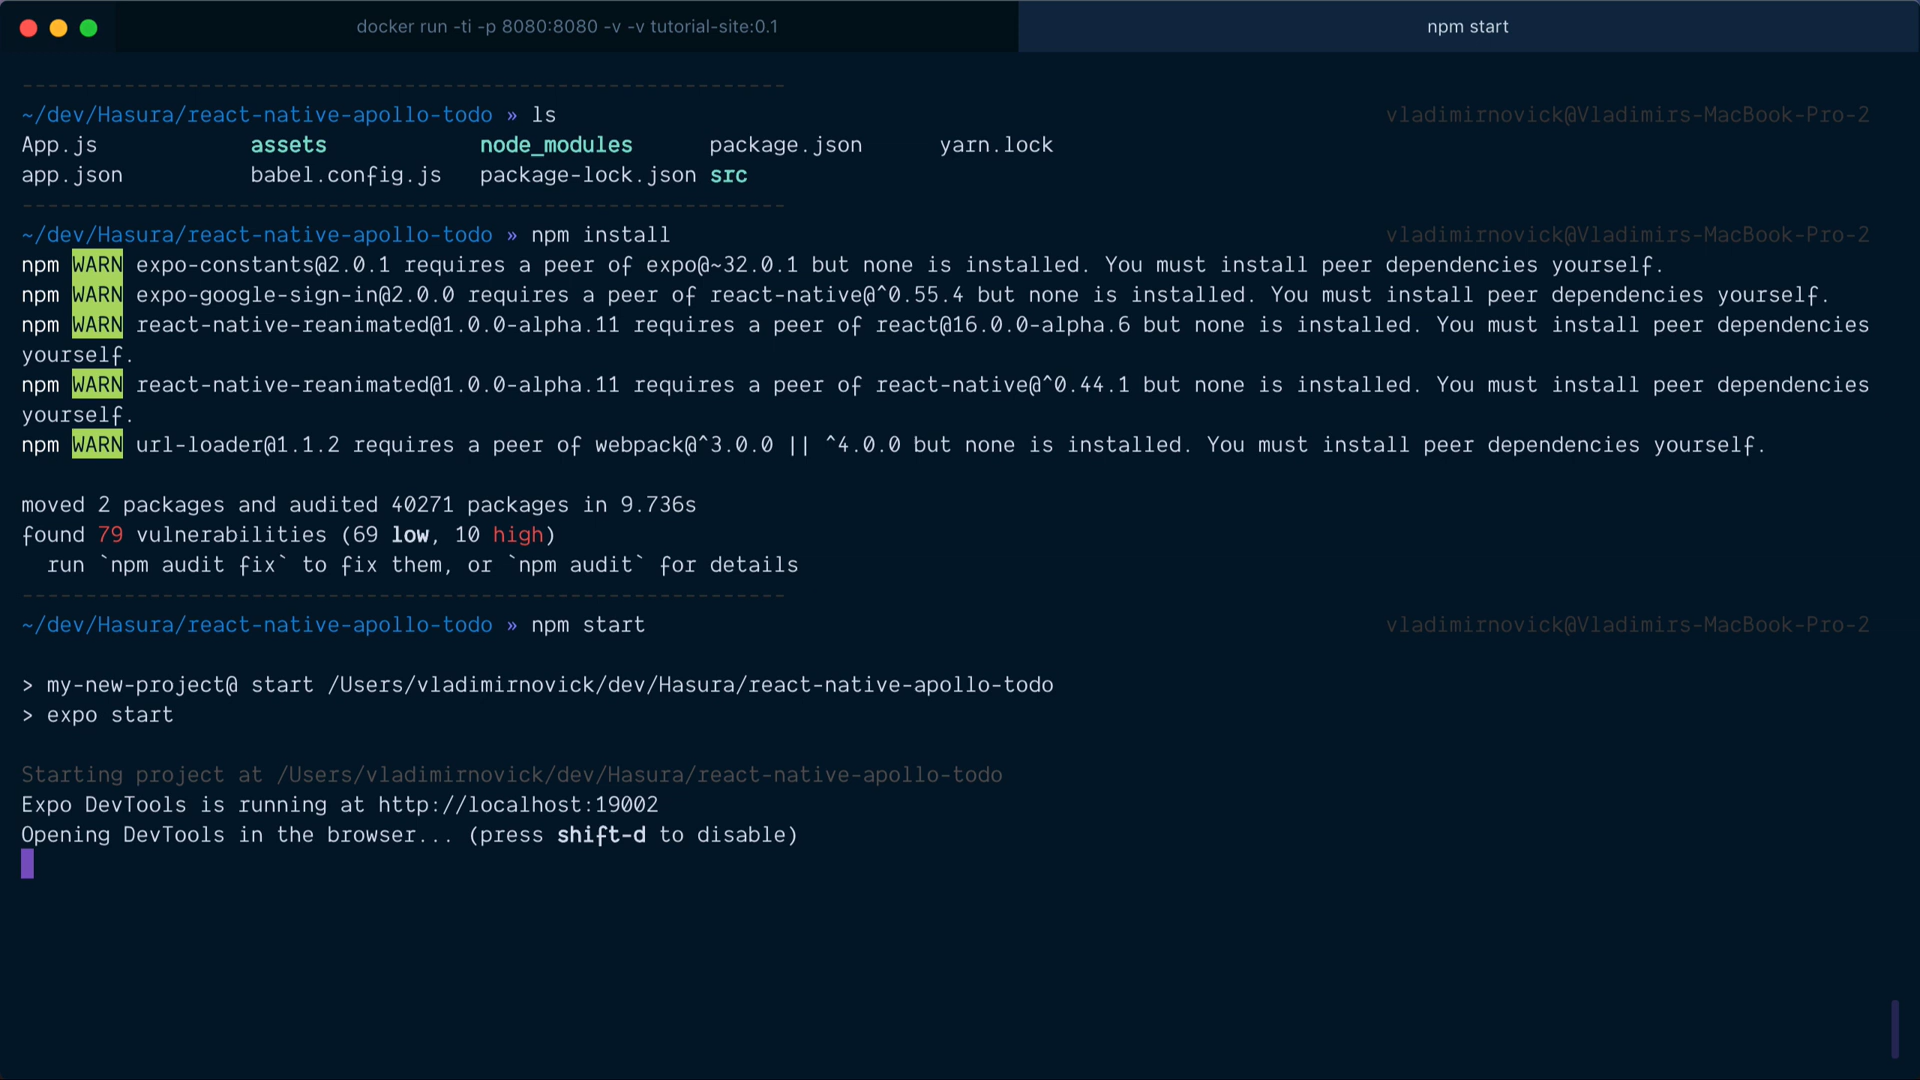 docker run -ti -p 8080:8080 -v -v tutorial-site:0.1 npm start
------------------------------------------------------------
~/dev/Hasura/react-native-apollo-todo » ls vladimirnovick@Vladimirs-MacBook-Pro-2
App.js assets node_modules package.json yarn.lock
app.json babel.config.js package-lock.json src
------------------------------------------------------------
~/dev/Hasura/react-native-apollo-todo » npm install vladimirnovick@Vladimirs-MacBook-Pro-2
npm WARN expo-constants@2.0.1 requires a peer of expo@~32.0.1 but none is installed. You must install peer dependencies yourself.
npm WARN expo-google-sign-in@2.0.0 requires a peer of react-native@^0.55.4 but none is installed. You must install peer dependencies yourself.
npm WARN react-native-reanimated@1.0.0-alpha.11 requires a peer of react@16.0.0-alpha.6 but none is installed. You must install peer dependencies
yourself.
npm WARN react-native-reanimated@1.0.0-alpha.11 requires a peer of react-native@^0.44.1 but none is installed. You must install peer dependencies
yourself.
npm WARN url-loader@1.1.2 requires a peer of webpack@^3.0.0 || ^4.0.0 but none is installed. You must install peer dependencies yourself.
moved 2 packages and audited 40271 packages in 9.736s
found 79 vulnerabilities (69 low, 10 high)
run `npm audit fix` to fix them, or `npm audit` for details
------------------------------------------------------------
~/dev/Hasura/react-native-apollo-todo » npm start vladimirnovick@Vladimirs-MacBook-Pro-2
> my-new-project@ start /Users/vladimirnovick/dev/Hasura/react-native-apollo-todo
> expo start
Starting project at /Users/vladimirnovick/dev/Hasura/react-native-apollo-todo
Expo DevTools is running at http://localhost:19002
Opening DevTools in the browser... (press shift-d to disable)